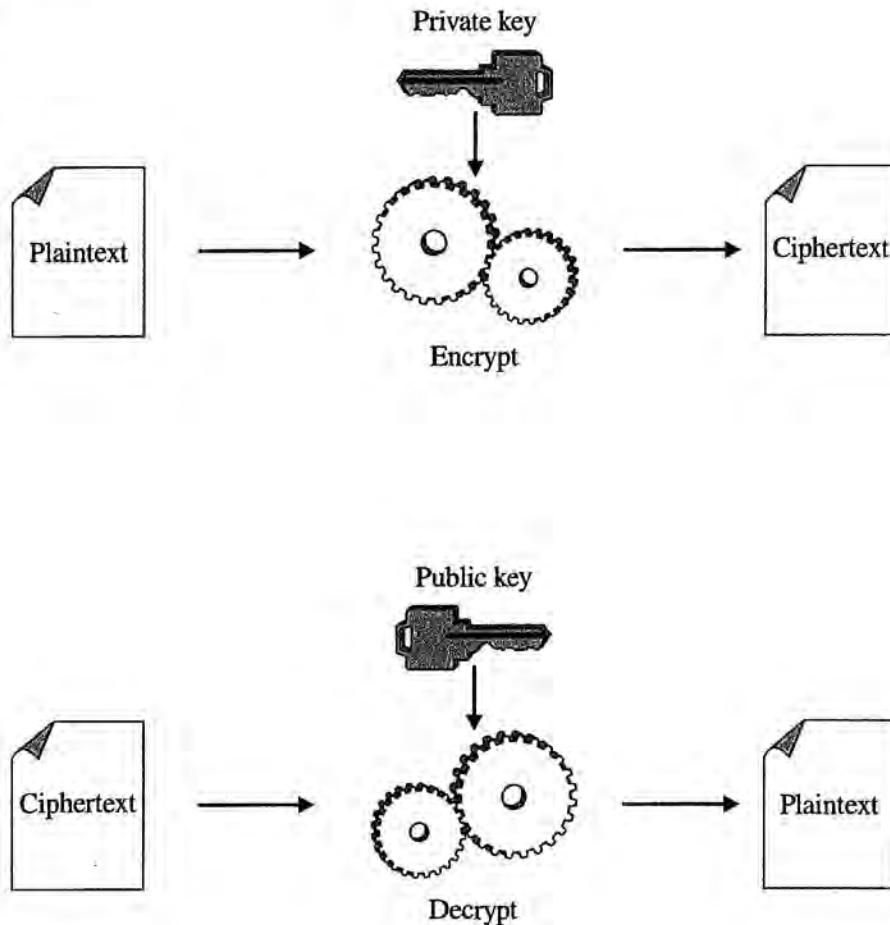 Private key
Plaintext
Ciphertext
Encrypt
Public key
Ciphertext
Plaintext
Decrypt